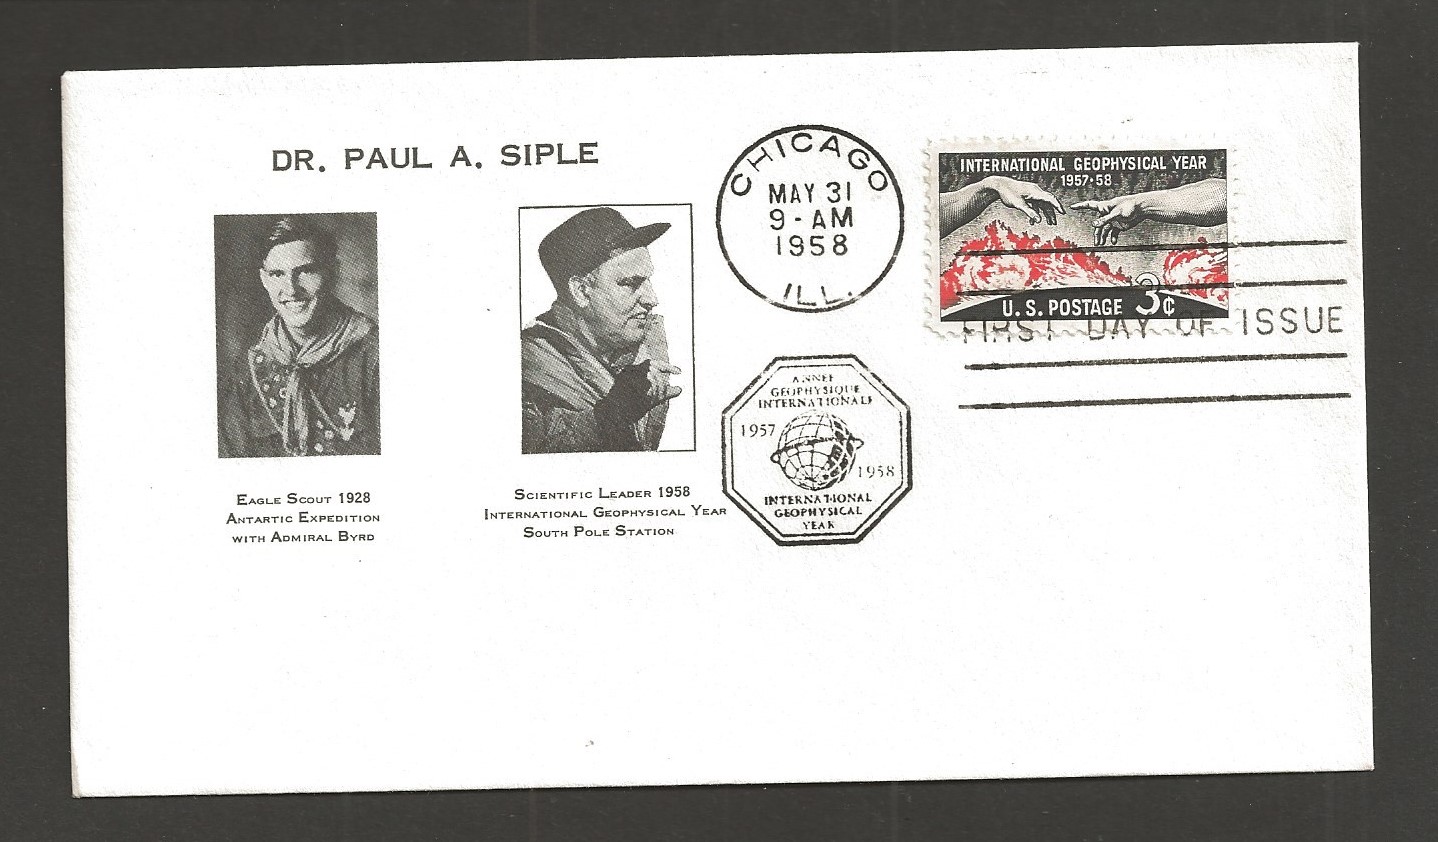 DR. PAUL A. SIPLE
EAGLE SCOUT 1928
ANTARTIC EXPEDITION
WITH ADMIRAL BYRD
SCIENTIFIC LEADER 1958
INTERNATIONAL GEOPHYSICAL YEAR
SOUTH POLE STATION
CHICAGO
MAY 31
9-AM
1958
ILL.
ANNÉE
GEOPHYSIQUE
INTERNATIONALE
1957
1958
INTERNATIONAL
GEOPHYSICAL
YEAR
INTERNATIONAL GEOPHYSICAL YEAR
1957·58
U.S. POSTAGE 3¢
FIRST DAY OF ISSUE